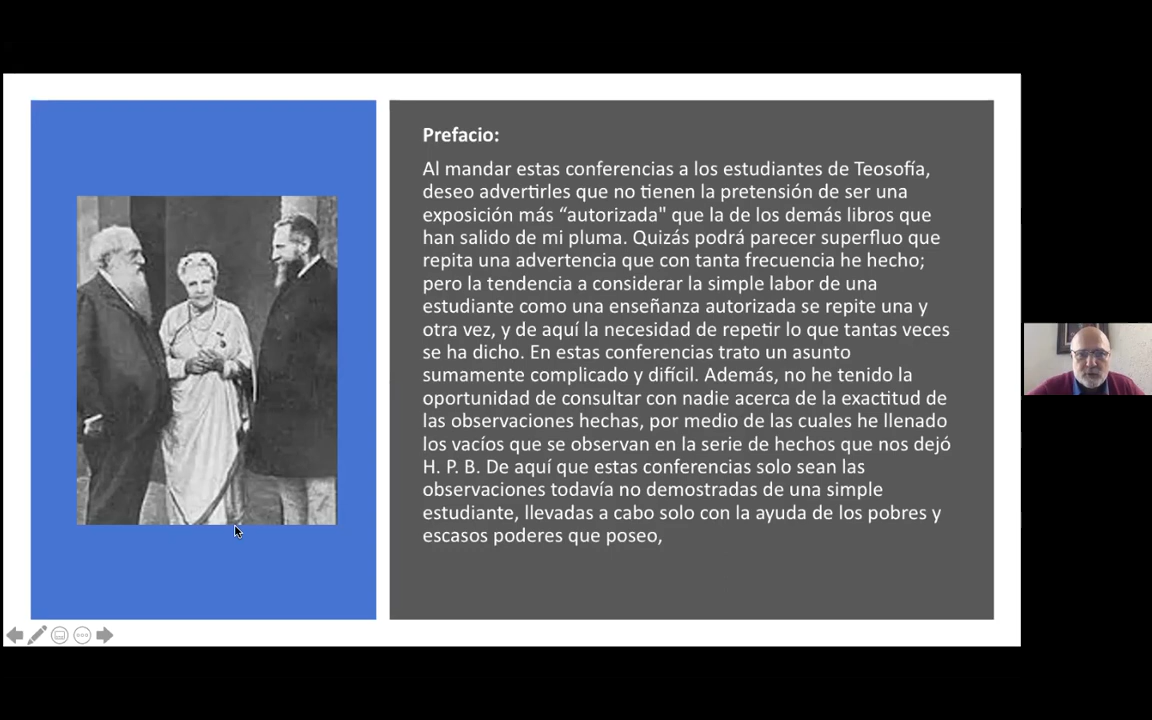 Prefacio:
Al mandar estas conferencias a los estudiantes de Teosofía,
deseo advertirles que no tienen la pretensión de ser una
exposición más “autorizada" que la de los demás libros que
han salido de mi pluma. Quizás podrá parecer superfluo que
repita una advertencia que con tanta frecuencia he hecho;
pero la tendencia a considerar la simple labor de una
estudiante como una enseñanza autorizada se repite una y
otra vez, y de aquí la necesidad de repetir lo que tantas veces
se ha dicho. En estas conferencias trato un asunto
sumamente complicado y difícil. Además, no he tenido la
oportunidad de consultar con nadie acerca de la exactitud de
las observaciones hechas, por medio de las cuales he llenado
los vacíos que se observan en la serie de hechos que nos dejó
H. P. B. De aquí que estas conferencias solo sean las
observaciones todavía no demostradas de una simple
estudiante, llevadas a cabo solo con la ayuda de los pobres y
escasos poderes que poseo,